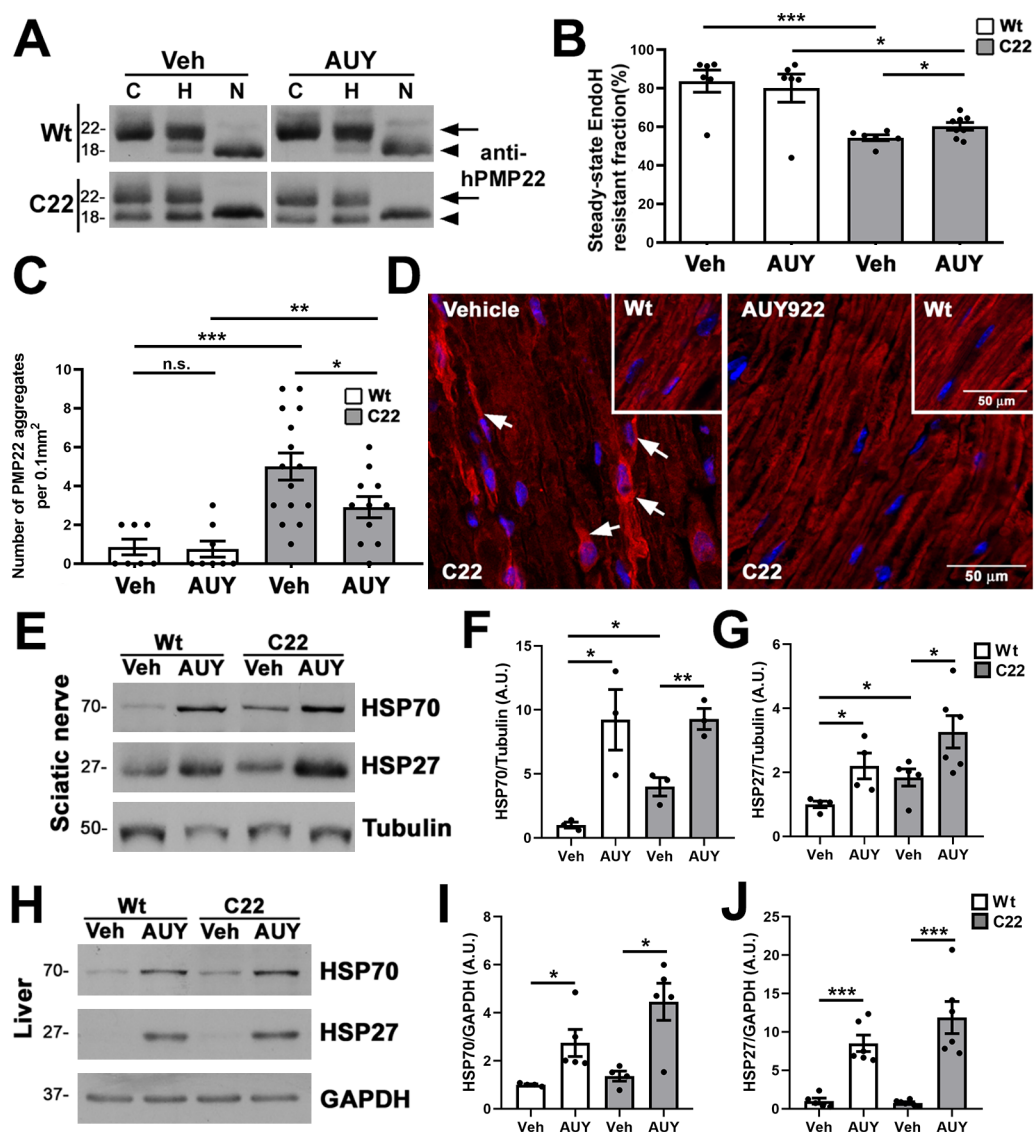 A
Veh AUY
C H N C H N
Wt 22- 18-
C22 22- 18-
anti-
hPMP22
B
Wt
C22
***
*
*
Steady-state EndoH
resistant fraction(%)
100
80
60
40
20
0
Veh AUY Veh AUY
C
**
***
n.s. *
Wt
C22
Number of PMP22 aggregates
per 0.1mm2
10
8
6
4
2
0
Veh AUY Veh AUY
D
Vehicle Wt AUY922 Wt
50 μm
C22 C22 50 μm
E
Wt C22
Veh AUY Veh AUY
Sciatic nerve
70- HSP70
27- HSP27
50- Tubulin
F
*
* **
HSP70/Tubulin (A.U.)
15
10
5
0
Veh AUY Veh AUY
G
Wt
C22
*
*
*
HSP27/Tubulin (A.U.)
6
4
2
0
Veh AUY Veh AUY
H
Wt C22
Veh AUY Veh AUY
Liver
70- HSP70
27- HSP27
37- GAPDH
I
*
*
HSP70/GAPDH (A.U.)
8
6
4
2
0
Veh AUY Veh AUY
J
Wt
C22
***
***
HSP27/GAPDH (A.U.)
25
20
15
10
5
0
Veh AUY Veh AUY